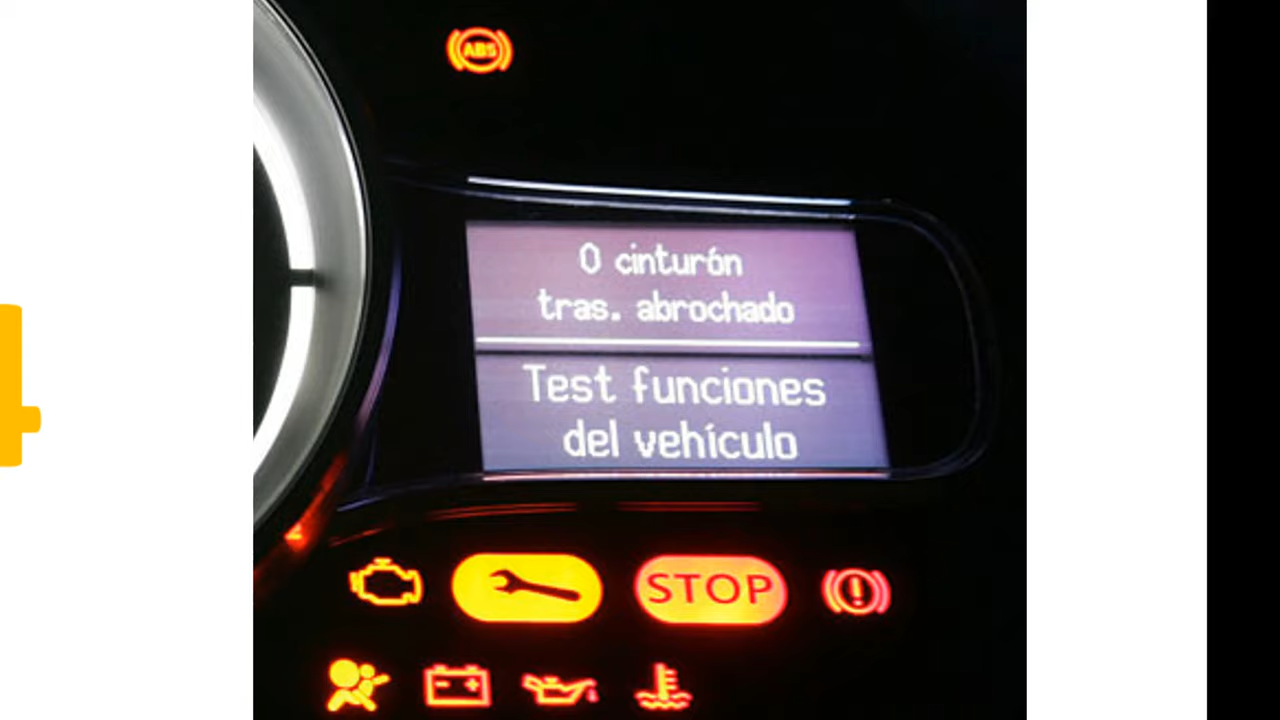 ABS
0 cinturón
tras. abrochado
Test funciones
del vehículo
STOP